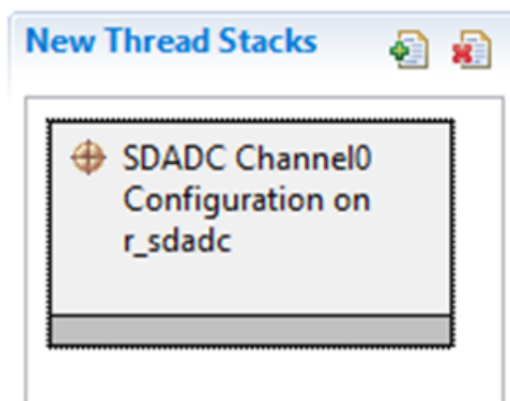 New Thread Stacks
SDADC Channel0
Configuration on
r_sdadc